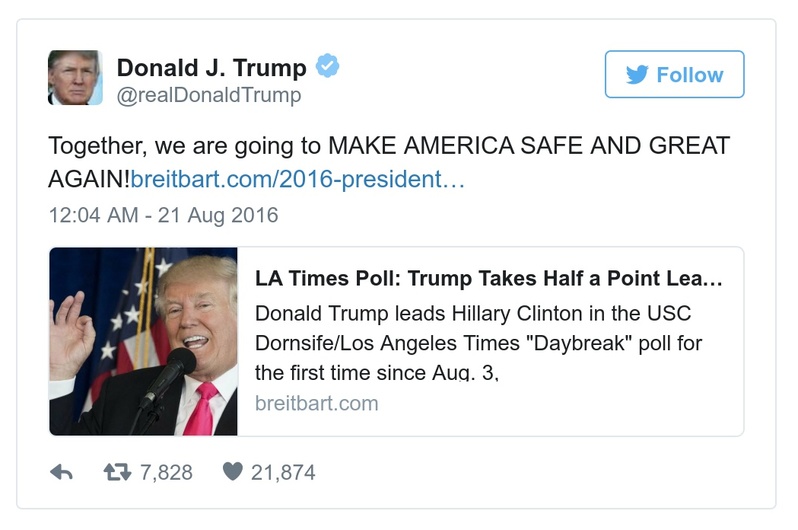 Donald J. Trump
@realDonaldTrump
Follow
Together, we are going to MAKE AMERICA SAFE AND GREAT
AGAIN!breitbart.com/2016-president…
12:04 AM - 21 Aug 2016
LA Times Poll: Trump Takes Half a Point Lea…
Donald Trump leads Hillary Clinton in the USC
Dornsife/Los Angeles Times "Daybreak" poll for
the first time since Aug. 3,
breitbart.com
7,828 21,874